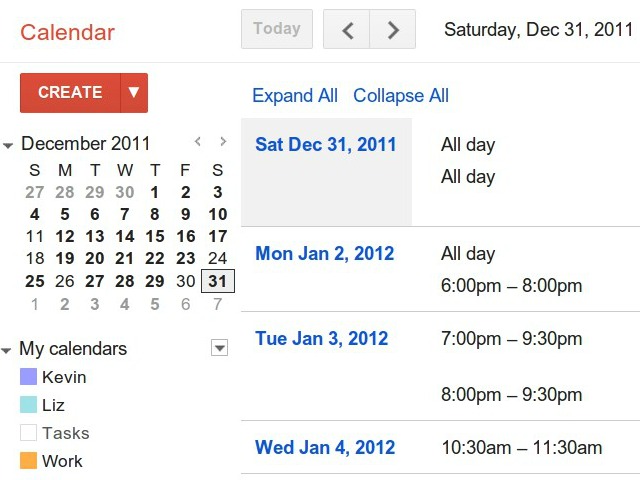 Calendar
Today
Saturday, Dec 31, 2011
CREATE
Expand All Collapse All
December 2011
S M T W T F S
27 28 29 30 1 2 3
4 5 6 7 8 9 10
11 12 13 14 15 16 17
18 19 20 21 22 23 24
25 26 27 28 29 30 31
1 2 3 4 5 6 7
My calendars
Kevin
Liz
Tasks
Work
Sat Dec 31, 2011 All day
All day
Mon Jan 2, 2012 All day
6:00pm – 8:00pm
Tue Jan 3, 2012 7:00pm – 9:30pm
8:00pm – 9:30pm
Wed Jan 4, 2012 10:30am – 11:30am